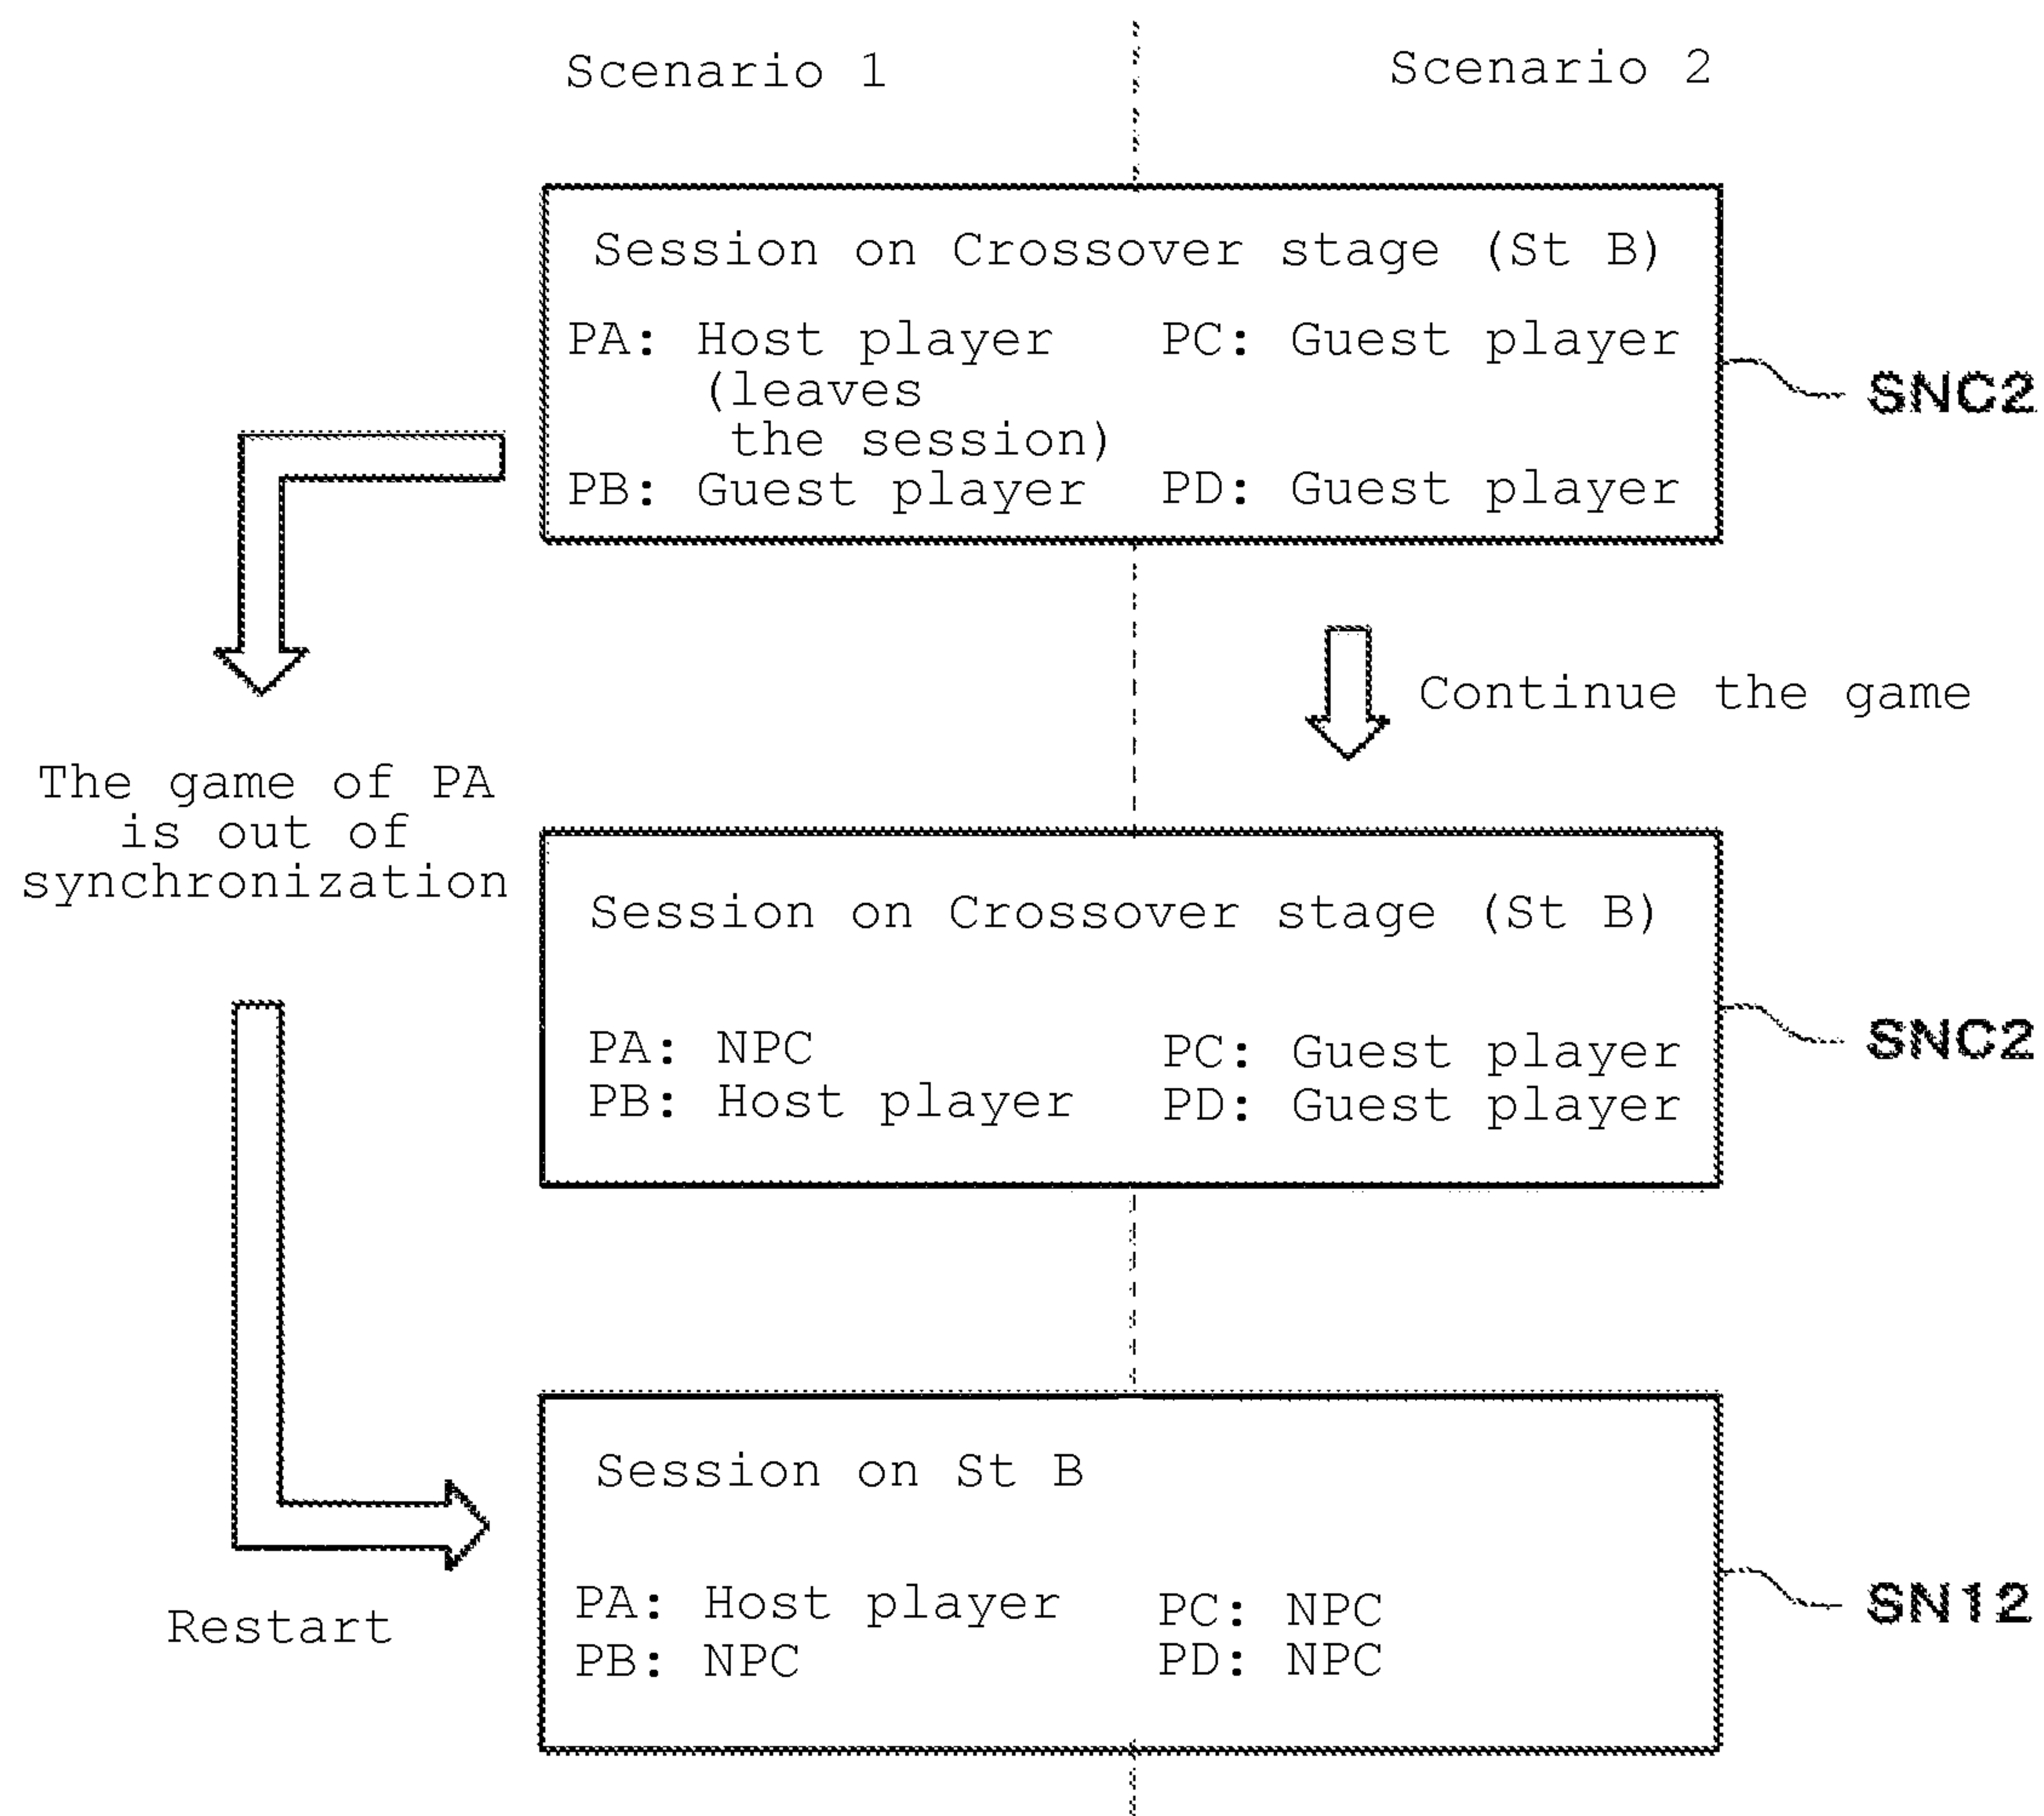 Scenario 1
Scenario 2
Session on Crossover stage (St B)
PA: Host player
(leaves
the session)
PB: Guest player
PC: Guest player
PD: Guest player
SNC2
Continue the game
The game of PA
is out of
synchronization
Session on Crossover stage (St B)
PA: NPC
PB: Host player
PC: Guest player
PD: Guest player
SNC2
Restart
Session on St B
PA: Host player
PB: NPC
PC: NPC
PD: NPC
SN12